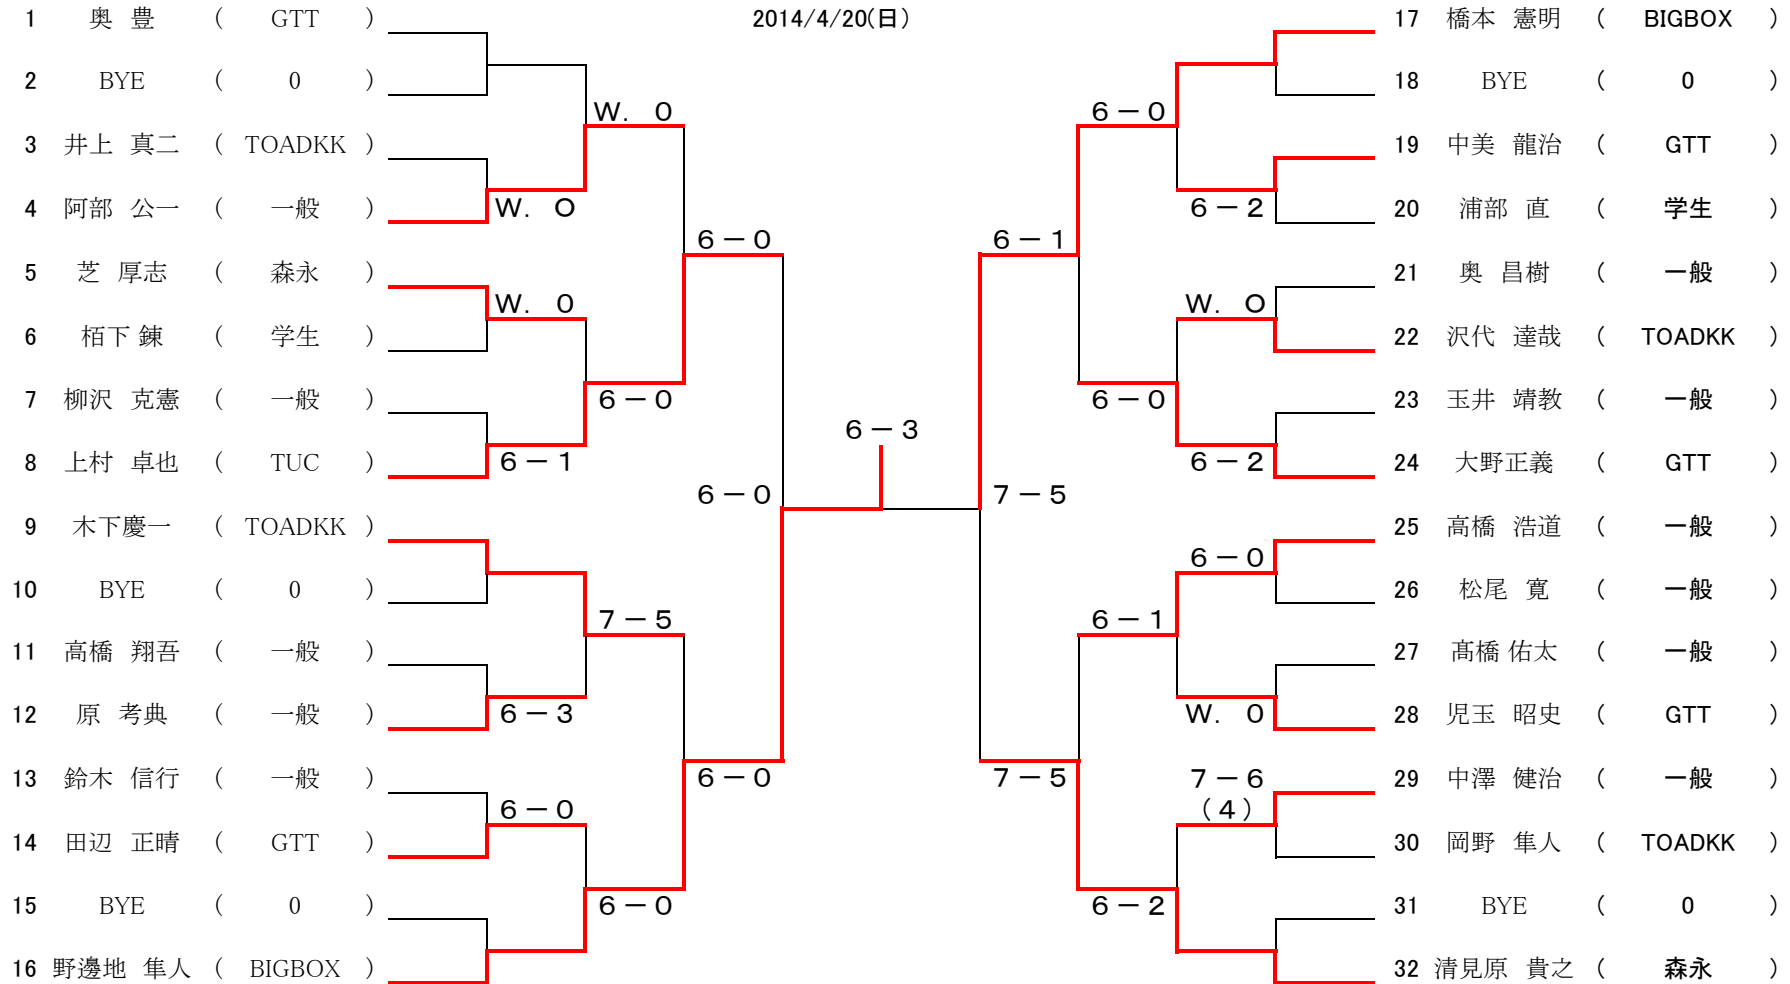 2014/4/20(日)
1 奥 豊 ( GTT )
2 BYE ( 0 )
W. 0
3 井上 真二 ( TOADKK )
4 阿部 公一 ( 一般 )
W. O
6-0
5 芝 厚志 ( 森永 )
W. 0
6 栢下 錬 ( 学生 )
7 柳沢 克憲 ( 一般 )
6-0
8 上村 卓也 ( TUC )
6-1
6-0
9 木下慶一 ( TOADKK )
10 BYE ( 0 )
7-5
11 高橋 翔吾 ( 一般 )
12 原 考典 ( 一般 )
6-3
13 鈴木 信行 ( 一般 )
6-0
6-0
14 田辺 正晴 ( GTT )
15 BYE ( 0 )
6-0
16 野邊地 隼人 ( BIGBOX )
6-3
17 橋本 憲明 ( BIGBOX )
18 BYE ( 0 )
6-0
19 中美 龍治 ( GTT )
20 浦部 直 ( 学生 )
6-2
6-1
21 奥 昌樹 ( 一般 )
W. O
22 沢代 達哉 ( TOADKK )
23 玉井 靖教 ( 一般 )
6-0
24 大野正義 ( GTT )
6-2
7-5
25 高橋 浩道 ( 一般 )
6-0
26 松尾 寛 ( 一般 )
6-1
27 髙橋 佑太 ( 一般 )
28 児玉 昭史 ( GTT )
W. 0
29 中澤 健治 ( 一般 )
7-5
7-6
(4)
30 岡野 隼人 ( TOADKK )
31 BYE ( 0 )
6-2
32 清見原 貴之 ( 森永 )